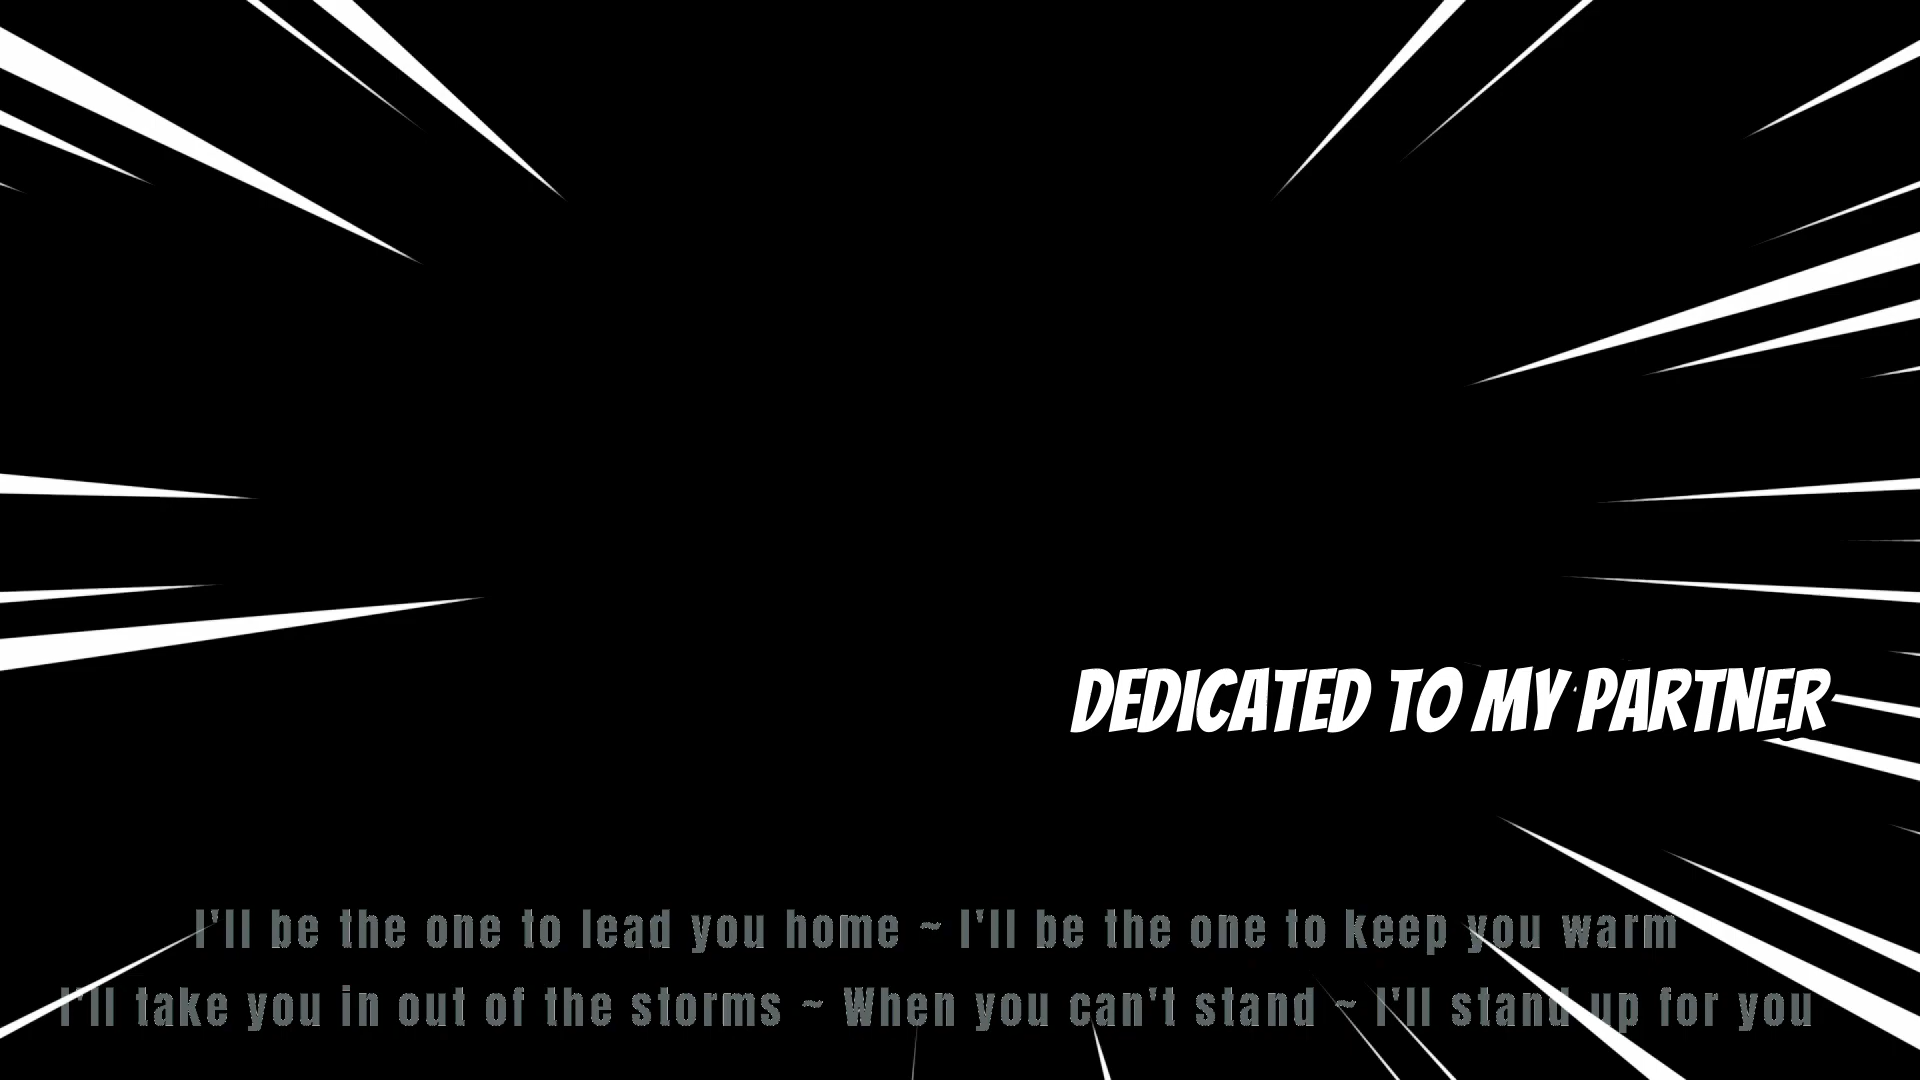 DEDICATED TO MY PARTNER
I'll be the one to lead you home ~ I'll be the one to keep you warm
I'll take you in out of the storms ~ When you can't stand ~ I'll stand up for you